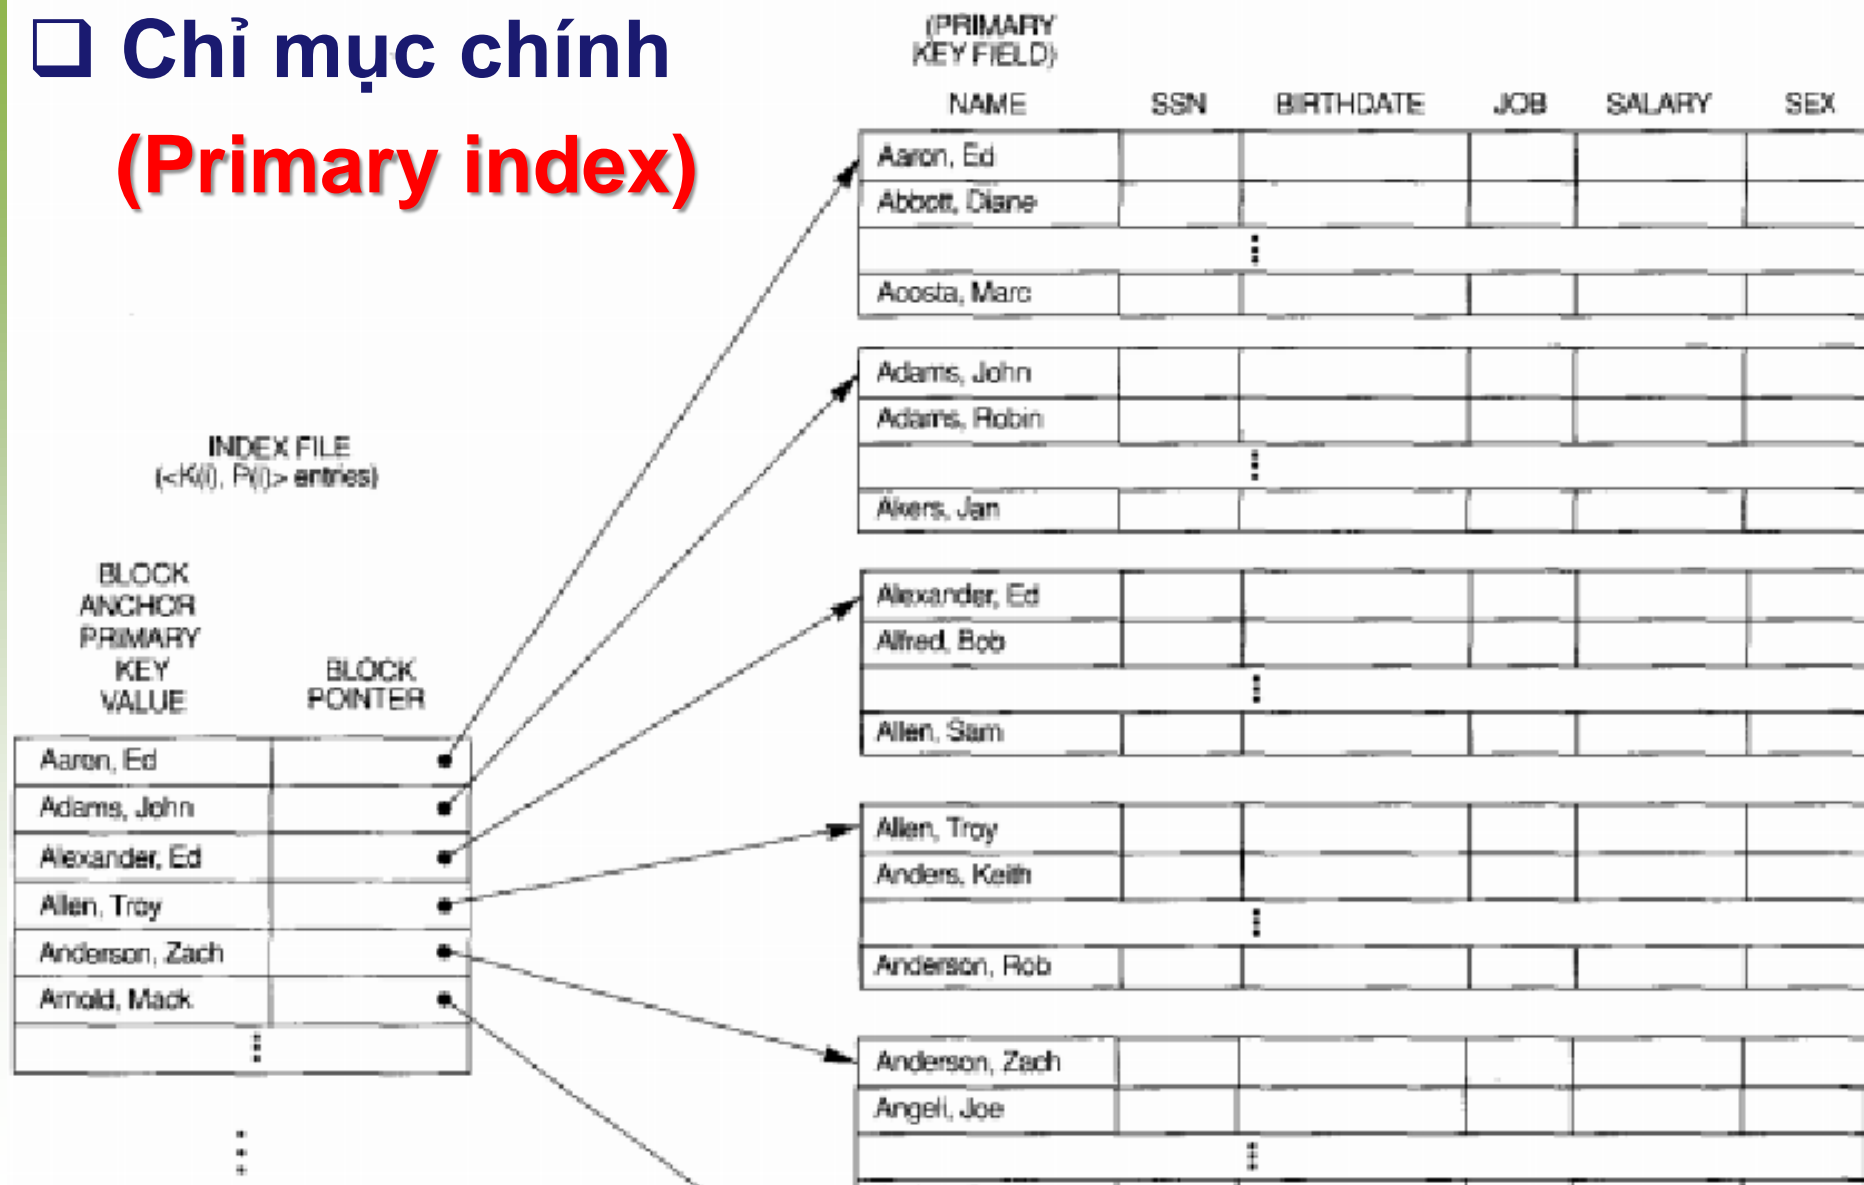 Chỉ mục chính
(Primary index)
(PRIMARY
KEY FIELD)
NAME SSN BIRTHDATE JOB SALARY SEX
Aaron, Ed
Abbott, Diane
Acosta, Marc
Adams, John
Adams, Robin
Akers, Jan
Alexander, Ed
Alfred, Bob
Allen, Sam
Allen, Troy
Anders, Keith
Anderson, Rob
Anderson, Zach
Angeli, Joe
INDEX FILE
(<K(i), P(i)> entries)
BLOCK
ANCHOR
PRIMARY
KEY
VALUE
BLOCK
POINTER
Aaron, Ed
Adams, John
Alexander, Ed
Allen, Troy
Anderson, Zach
Arnold, Mack